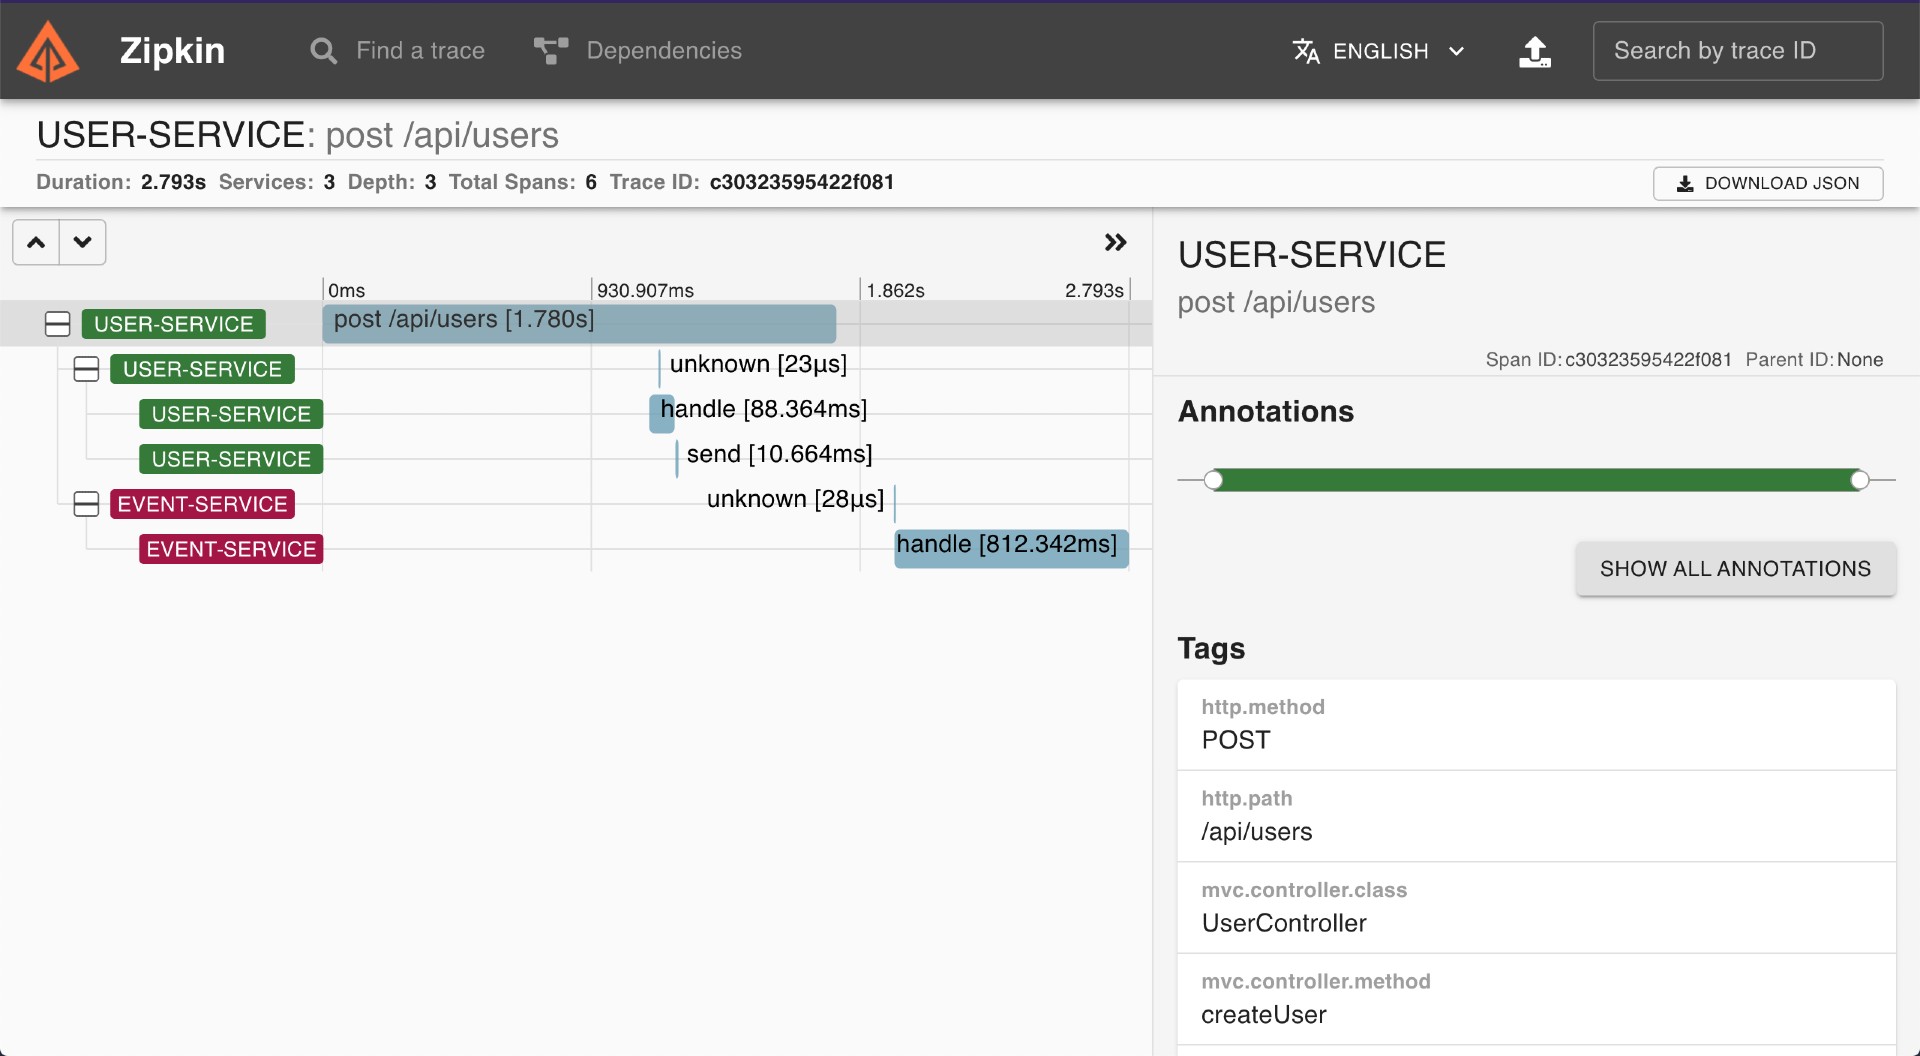 Zipkin Find a trace Dependencies ENGLISH Search by trace ID
USER-SERVICE: post /api/users
Duration: 2.793s Services: 3 Depth: 3 Total Spans: 6 Trace ID: c30323595422f081 DOWNLOAD JSON
0ms 930.907ms 1.862s 2.793s
USER-SERVICE post /api/users [1.780s]
USER-SERVICE unknown [23µs]
USER-SERVICE handle [88.364ms]
USER-SERVICE send [10.664ms]
EVENT-SERVICE unknown [28µs]
EVENT-SERVICE handle [812.342ms]
USER-SERVICE
post /api/users
Span ID: c30323595422f081 Parent ID: None
Annotations
SHOW ALL ANNOTATIONS
Tags
http.method
POST
http.path
/api/users
mvc.controller.class
UserController
mvc.controller.method
createUser